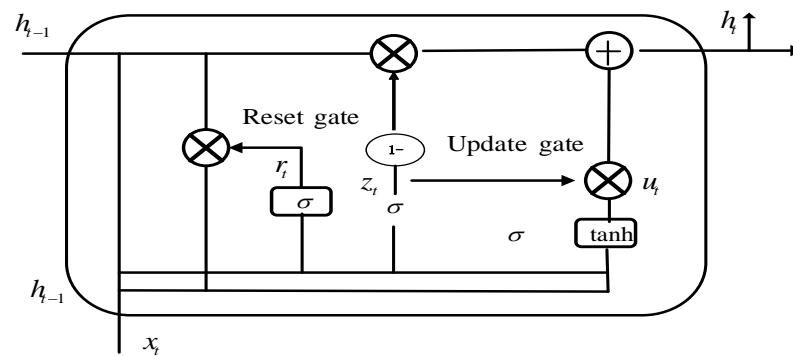 h_{t-1}
h_t
Reset gate
1-
Update gate
r_t
z_t
u_t
σ
σ
σ
tanh
h_{t-1}
x_t